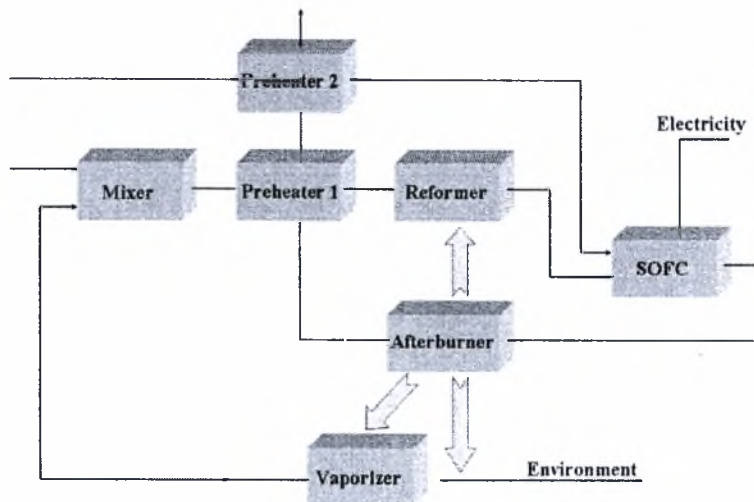 Preheater 2
Electricity
Mixer
Preheater 1
Reformer
SOFC
Afterburner
Vaporizer
Environment